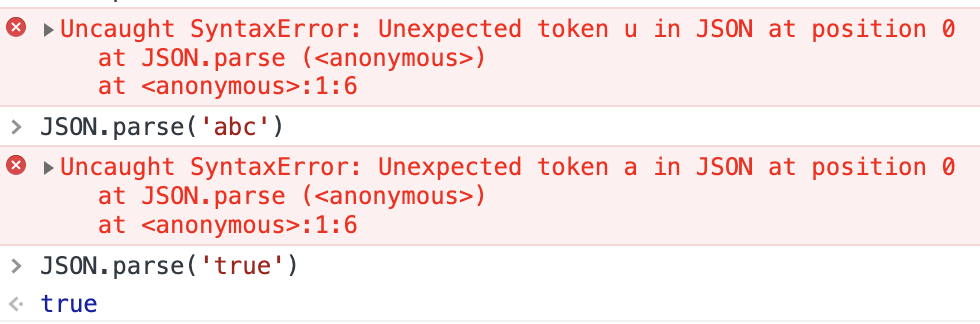 Uncaught SyntaxError: Unexpected token u in JSON at position 0
at JSON.parse (<anonymous>)
at <anonymous>:1:6
> JSON.parse('abc')
Uncaught SyntaxError: Unexpected token a in JSON at position 0
at JSON.parse (<anonymous>)
at <anonymous>:1:6
> JSON.parse('true')
true